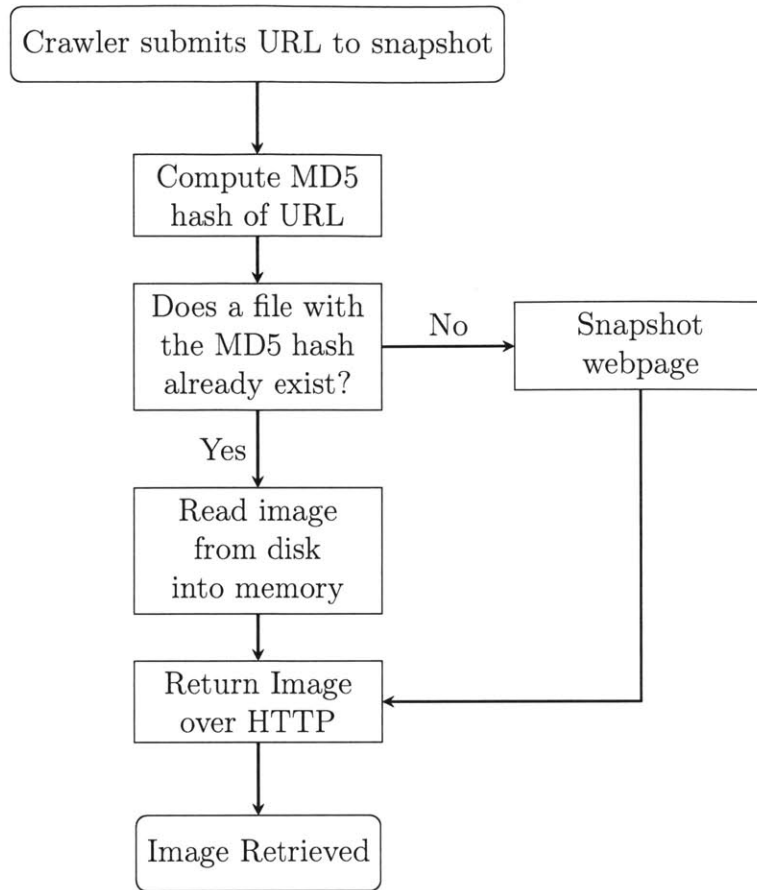 Crawler submits URL to snapshot
Compute MD5
hash of URL
Does a file with
the MD5 hash
already exist?
No
Snapshot
webpage
Yes
Read image
from disk
into memory
Return Image
over HTTP
Image Retrieved